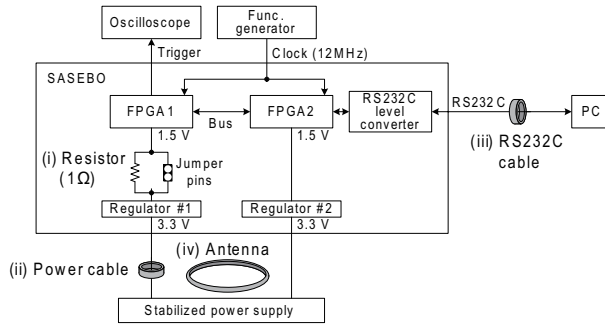 Oscilloscope
Func.
generator
Trigger
Clock (12MHz)
SASEBO
FPGA1
Bus
FPGA2
RS232C
level
converter
RS232C
PC
1.5 V
1.5 V
(iii) RS232C
cable
(i) Resistor
(1Ω)
Jumper
pins
Regulator #1
Regulator #2
3.3 V
3.3 V
(ii) Power cable
(iv) Antenna
Stabilized power supply